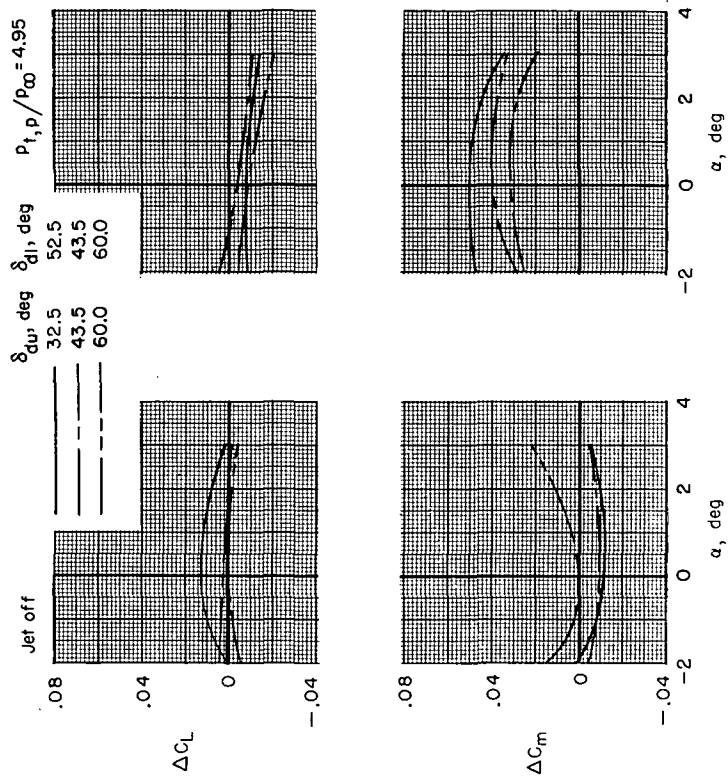 Jet off
δdu, deg δdl, deg
32.5 52.5
43.5 43.5
60.0 60.0
pt,p/p∞ = 4.95
ΔCL
.08
.04
0
-.04
ΔCm
.08
.04
0
-.04
-2 0 2 4
α, deg
-2 0 2 4
α, deg